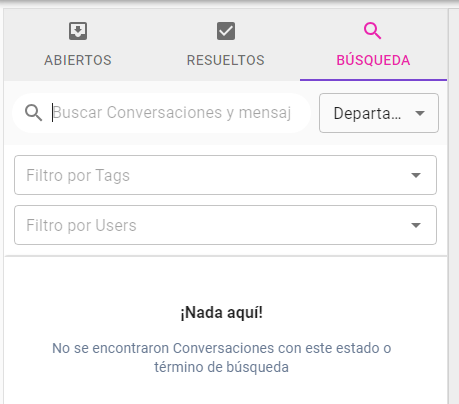 ABIERTOS
RESUELTOS
BÚSQUEDA
Buscar Conversaciones y mensaj
Departa...
Filtro por Tags
Filtro por Users
¡Nada aquí!
No se encontraron Conversaciones con este estado o
término de búsqueda